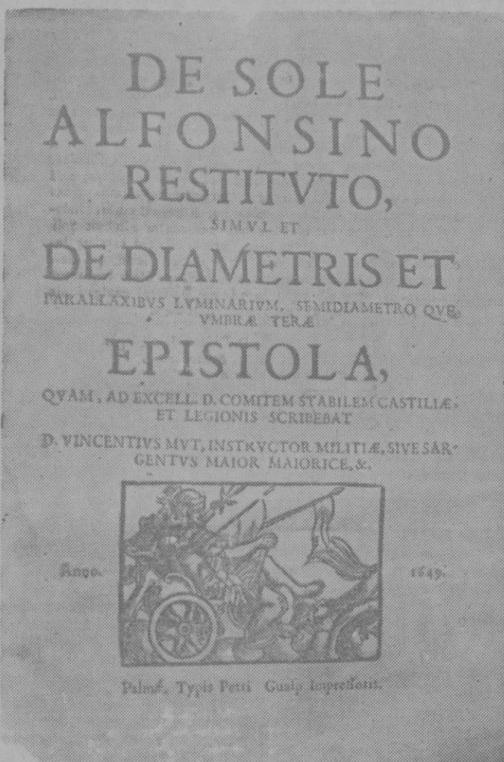 DE SOLE
ALFONSINO
RESTITVTO,
SIMVL ET
DE DIAMETRIS ET
PARALLAXIBVS LVMINARIVM, SEMIDIAMETRO QVE,
VMBRÆ TERÆ
EPISTOLA,
QVAM, AD EXCELL. D. COMITEM STABILEM CASTILIÆ,
ET LEGIONIS SCRIBEBAT
D. VINCENTIVS MVT, INSTRVCTOR MILITIÆ, SIVE SAR-
GENTVS MAIOR MAIORICE, &.
Anno. 1649.
Palmæ, Typis Petri Guasp Impressoris.